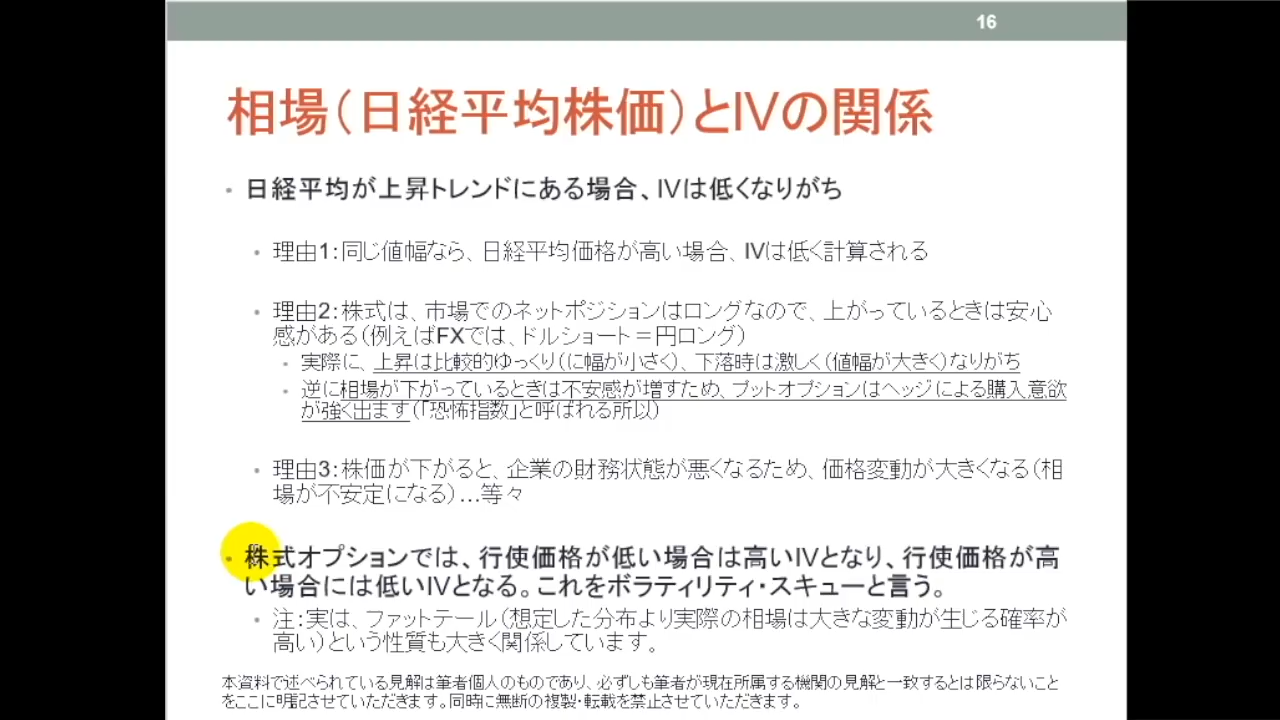 16
相場（日経平均株価）とIVの関係
・日経平均が上昇トレンドにある場合、IVは低くなりがち
・理由1：同じ値幅なら、日経平均価格が高い場合、IVは低く計算される
・理由2：株式は、市場でのネットポジションはロングなので、上がっているときは安心
感がある（例えばFXでは、ドルショート＝円ロング）
・実際に、上昇は比較的ゆっくり（に幅が小さく）、下落時は激しく（値幅が大きく）なりがち
・逆に相場が下がっているときは不安感が増すため、プットオプションはヘッジによる購入意欲
が強く出ます（「恐怖指数」と呼ばれる所以）
・理由3：株価が下がると、企業の財務状態が悪くなるため、価格変動が大きくなる（相
場が不安定になる）…等々
・株式オプションでは、行使価格が低い場合は高いIVとなり、行使価格が高
い場合には低いIVとなる。これをボラティリティ・スキューと言う。
・注：実は、ファットテール（想定した分布より実際の相場は大きな変動が生じる確率が
高い）という性質も大きく関係しています。
本資料で述べられている見解は筆者個人のものであり、必ずしも筆者が現在所属する機関の見解と一致するとは限らないこと
をここに明記させていただきます。同時に無断の複製・転載を禁止させていただきます。